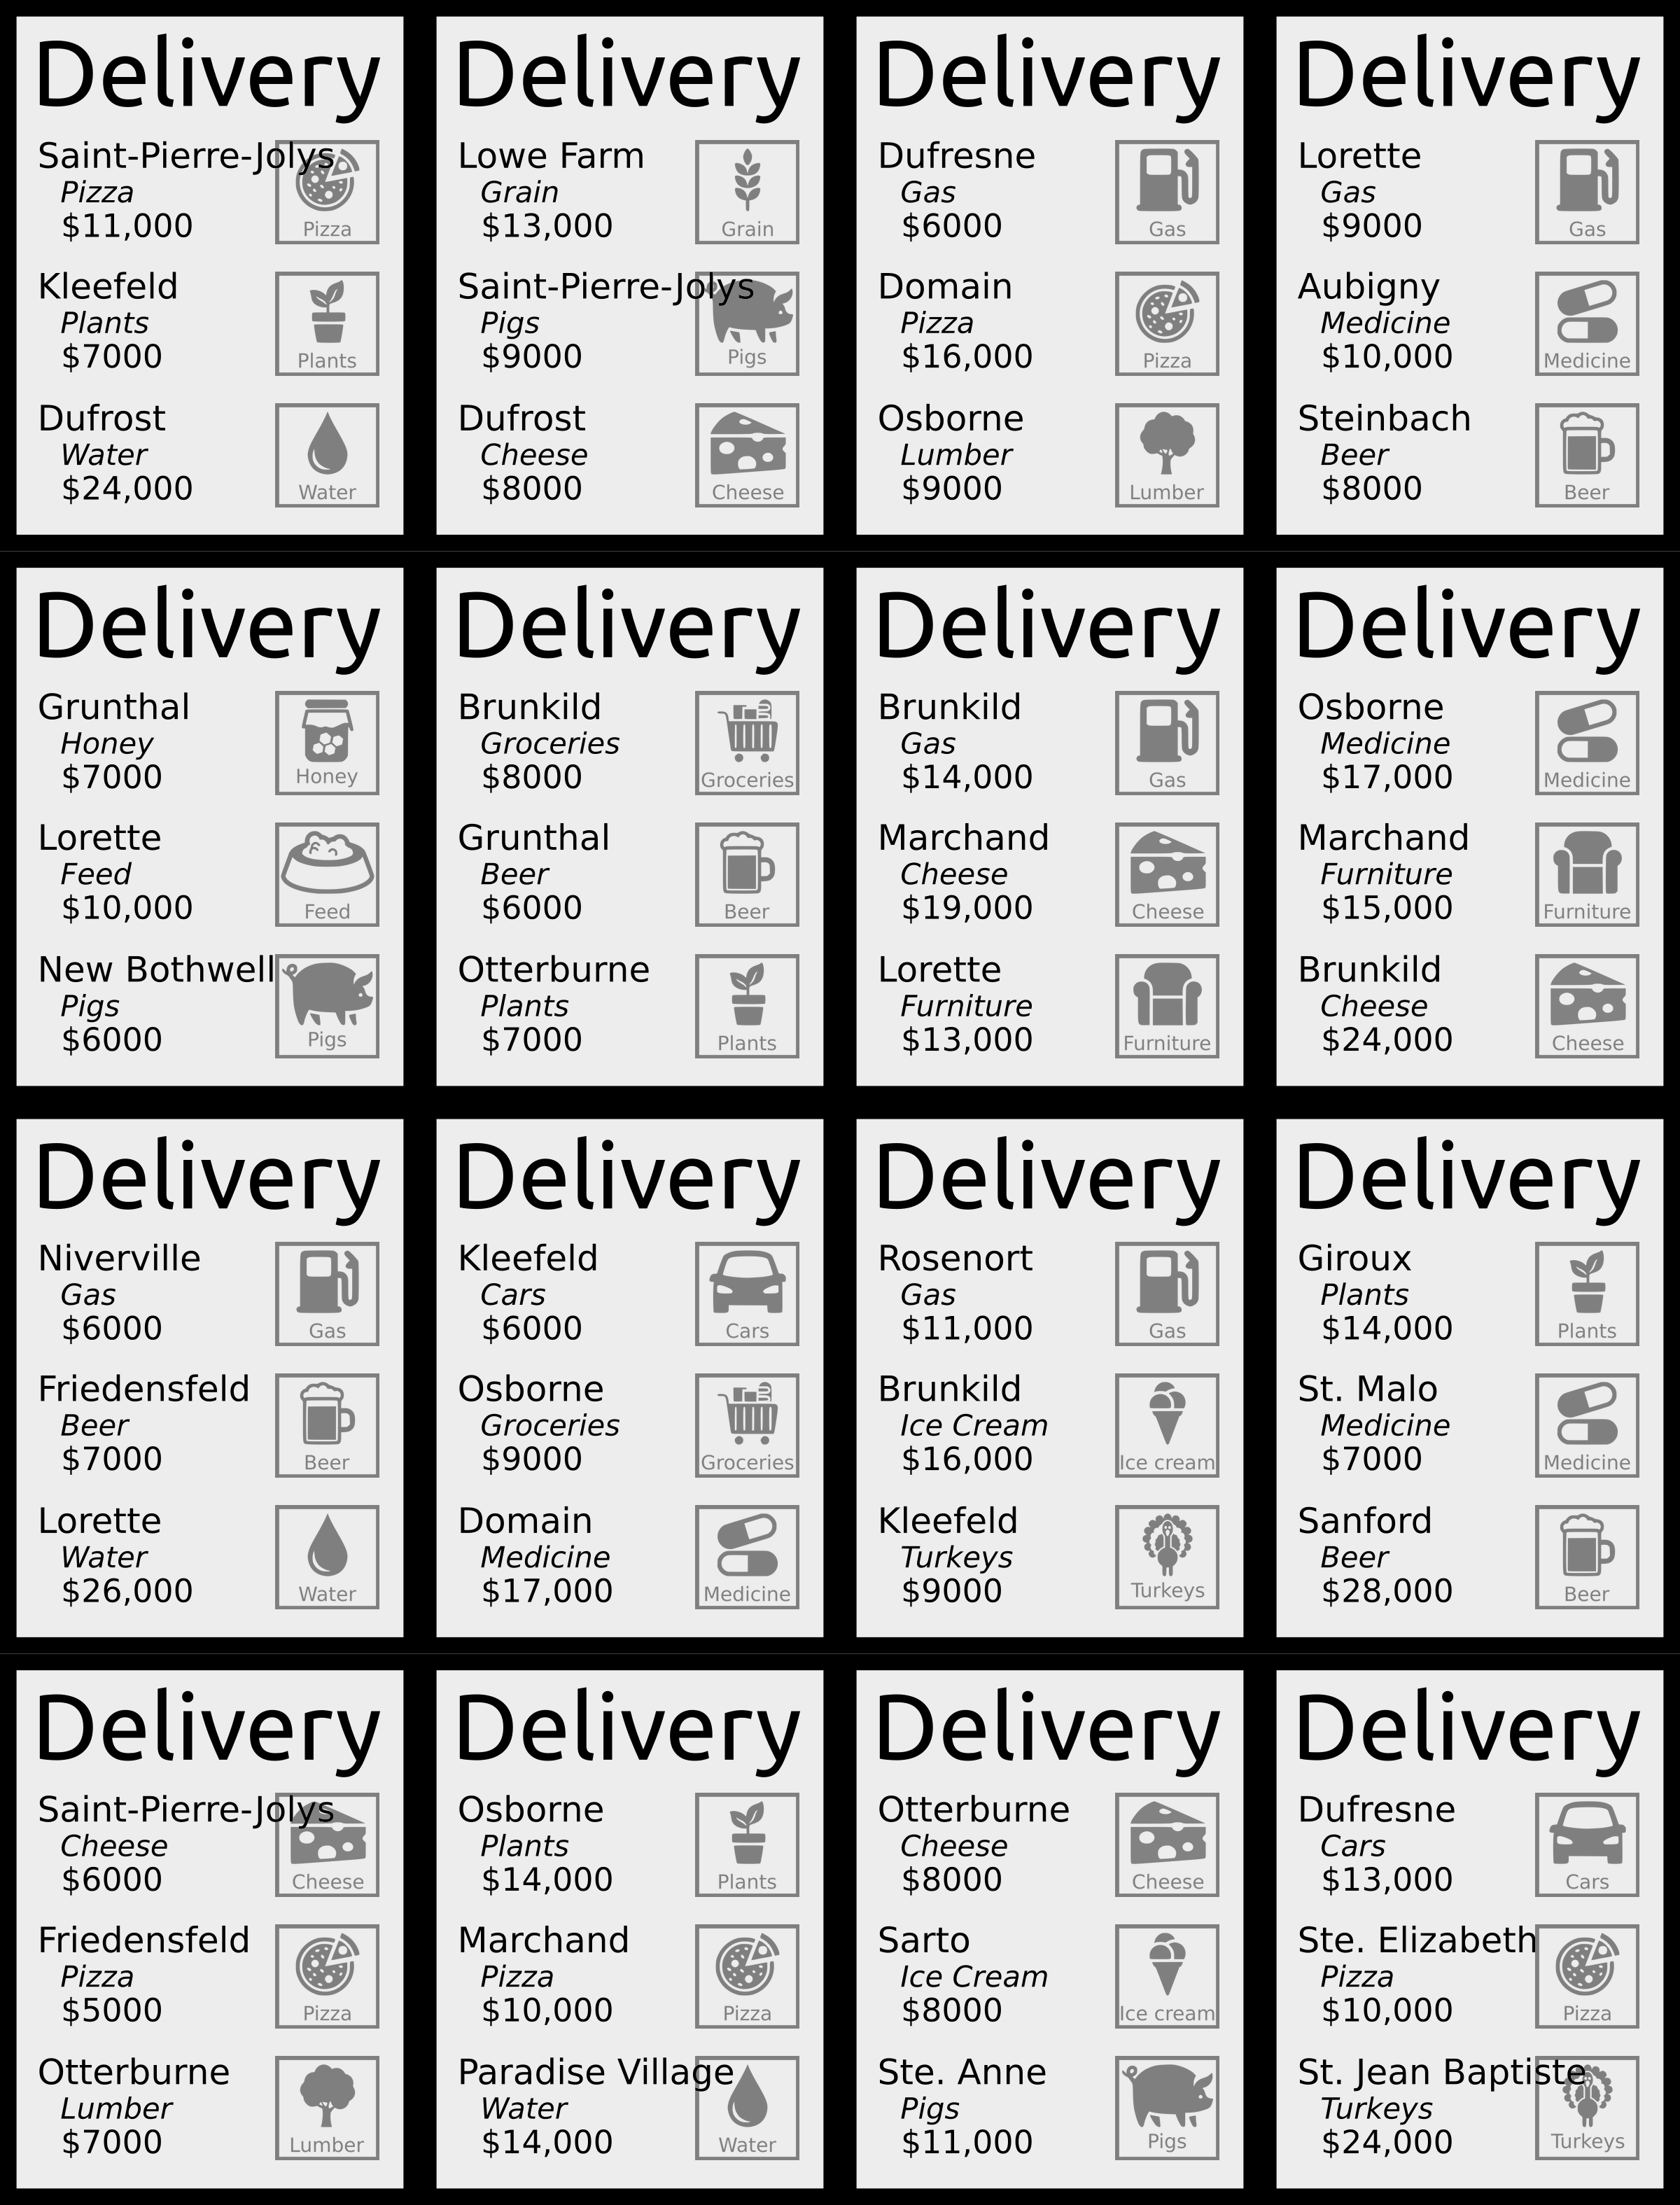 Delivery
Saint-Pierre-Jolys
Pizza
$11,000
Pizza
Kleefeld
Plants
$7000
Plants
Dufrost
Water
$24,000
Water
Delivery
Lowe Farm
Grain
$13,000
Grain
Saint-Pierre-Jolys
Pigs
$9000
Pigs
Dufrost
Cheese
$8000
Cheese
Delivery
Dufresne
Gas
$6000
Gas
Domain
Pizza
$16,000
Pizza
Osborne
Lumber
$9000
Lumber
Delivery
Lorette
Gas
$9000
Gas
Aubigny
Medicine
$10,000
Medicine
Steinbach
Beer
$8000
Beer
Delivery
Grunthal
Honey
$7000
Honey
Lorette
Feed
$10,000
Feed
New Bothwell
Pigs
$6000
Pigs
Delivery
Brunkild
Groceries
$8000
Groceries
Grunthal
Beer
$6000
Beer
Otterburne
Plants
$7000
Plants
Delivery
Brunkild
Gas
$14,000
Gas
Marchand
Cheese
$19,000
Cheese
Lorette
Furniture
$13,000
Furniture
Delivery
Osborne
Medicine
$17,000
Medicine
Marchand
Furniture
$15,000
Furniture
Brunkild
Cheese
$24,000
Cheese
Delivery
Niverville
Gas
$6000
Gas
Friedensfeld
Beer
$7000
Beer
Lorette
Water
$26,000
Water
Delivery
Kleefeld
Cars
$6000
Cars
Osborne
Groceries
$9000
Groceries
Domain
Medicine
$17,000
Medicine
Delivery
Rosenort
Gas
$11,000
Gas
Brunkild
Ice Cream
$16,000
Ice cream
Kleefeld
Turkeys
$9000
Turkeys
Delivery
Giroux
Plants
$14,000
Plants
St. Malo
Medicine
$7000
Medicine
Sanford
Beer
$28,000
Beer
Delivery
Saint-Pierre-Jolys
Cheese
$6000
Cheese
Friedensfeld
Pizza
$5000
Pizza
Otterburne
Lumber
$7000
Lumber
Delivery
Osborne
Plants
$14,000
Plants
Marchand
Pizza
$10,000
Pizza
Paradise Village
Water
$14,000
Water
Delivery
Otterburne
Cheese
$8000
Cheese
Sarto
Ice Cream
$8000
Ice cream
Ste. Anne
Pigs
$11,000
Pigs
Delivery
Dufresne
Cars
$13,000
Cars
Ste. Elizabeth
Pizza
$10,000
Pizza
St. Jean Baptiste
Turkeys
$24,000
Turkeys